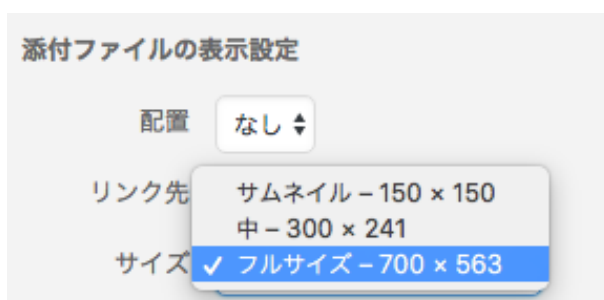 添付ファイルの表示設定
配置 なし
リンク先
サムネイル – 150 × 150
中 – 300 × 241
サイズ ✓ フルサイズ – 700 × 563